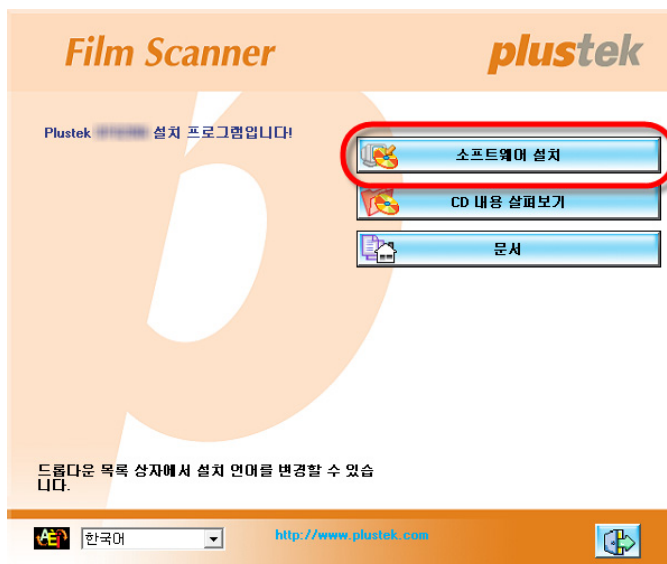 Film Scanner
plustek
Plustek 설치 프로그램입니다!
소프트웨어 설치
CD 내용 살펴보기
문서
드롭다운 목록 상자에서 설치 언어를 변경할 수 있습
니다.
한국어
http://www.plustek.com